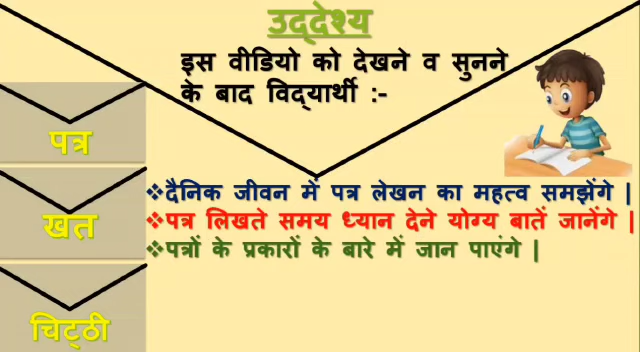 उद्देश्य
इस वीडियो को देखने व सुनने
के बाद विद्यार्थी :-
पत्र
❖दैनिक जीवन में पत्र लेखन का महत्व समझेंगे |
❖पत्र लिखते समय ध्यान देने योग्य बातें जानेंगे |
खत
❖पत्रों के प्रकारों के बारे में जान पाएंगे |
चिट्ठी